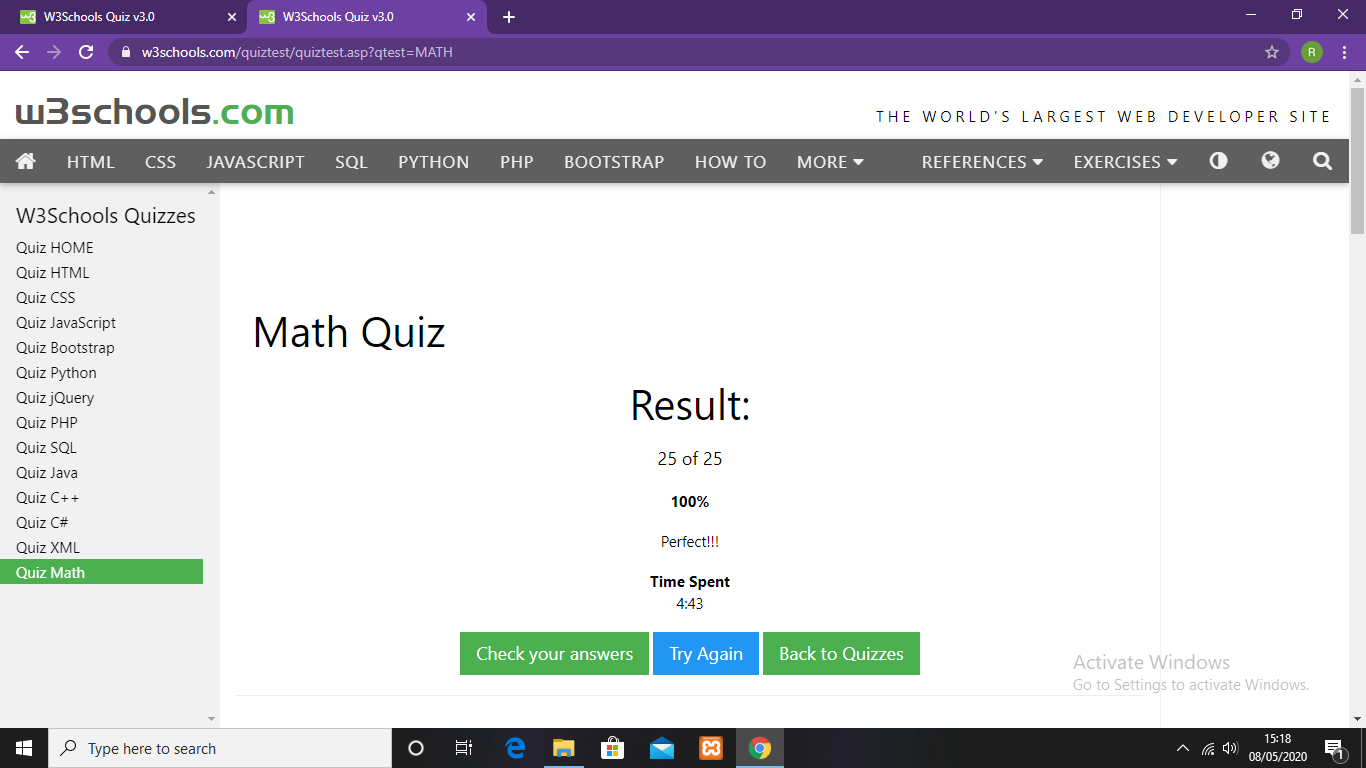 W3Schools Quiz v3.0
W3Schools Quiz v3.0
w3schools.com/quiztest/quiztest.asp?qtest=MATH
R
w3schools.com
THE WORLD'S LARGEST WEB DEVELOPER SITE
HTML CSS JAVASCRIPT SQL PYTHON PHP BOOTSTRAP HOW TO MORE REFERENCES EXERCISES
W3Schools Quizzes
Quiz HOME
Quiz HTML
Quiz CSS
Quiz JavaScript
Quiz Bootstrap
Quiz Python
Quiz jQuery
Quiz PHP
Quiz SQL
Quiz Java
Quiz C++
Quiz C#
Quiz XML
Quiz Math
Math Quiz
Result:
25 of 25
100%
Perfect!!!
Time Spent
4:43
Check your answers Try Again Back to Quizzes
Activate Windows
Go to Settings to activate Windows.
Type here to search
15:18
08/05/2020
1